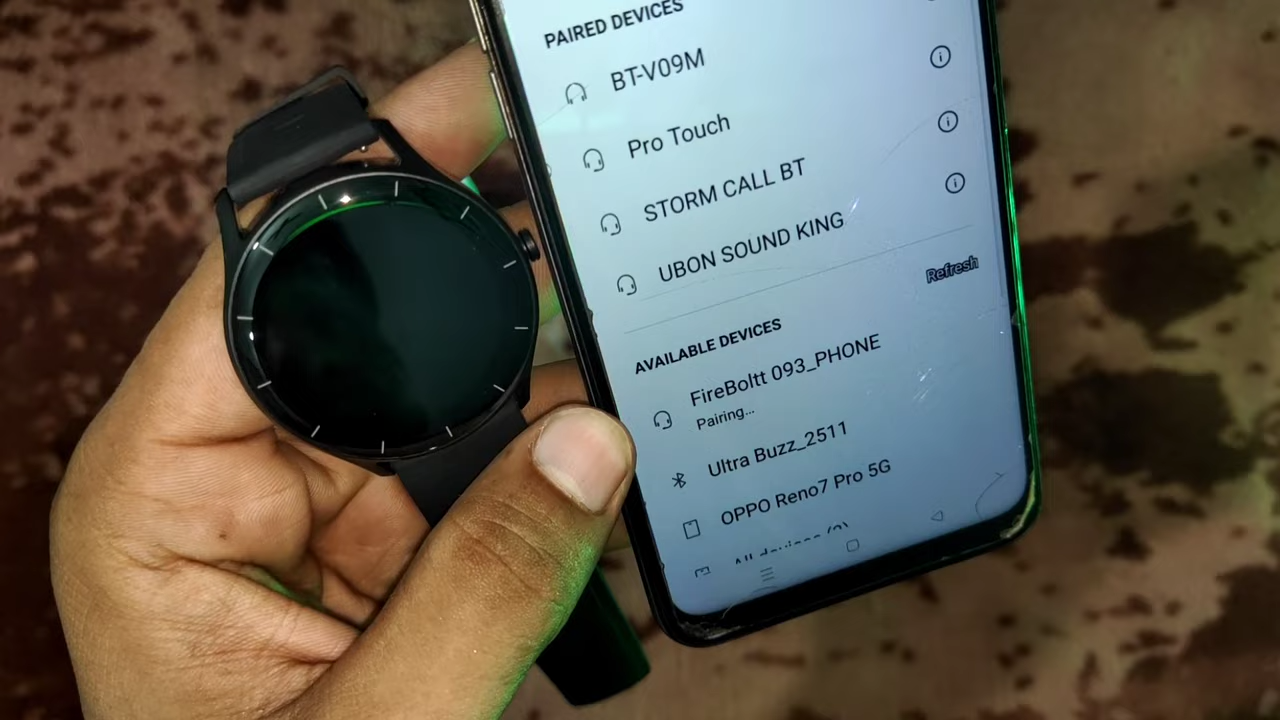 PAIRED DEVICES
BT-V09M
Pro Touch
STORM CALL BT
UBON SOUND KING
Refresh
AVAILABLE DEVICES
FireBoltt 093_PHONE
Pairing...
Ultra Buzz_2511
OPPO Reno7 Pro 5G